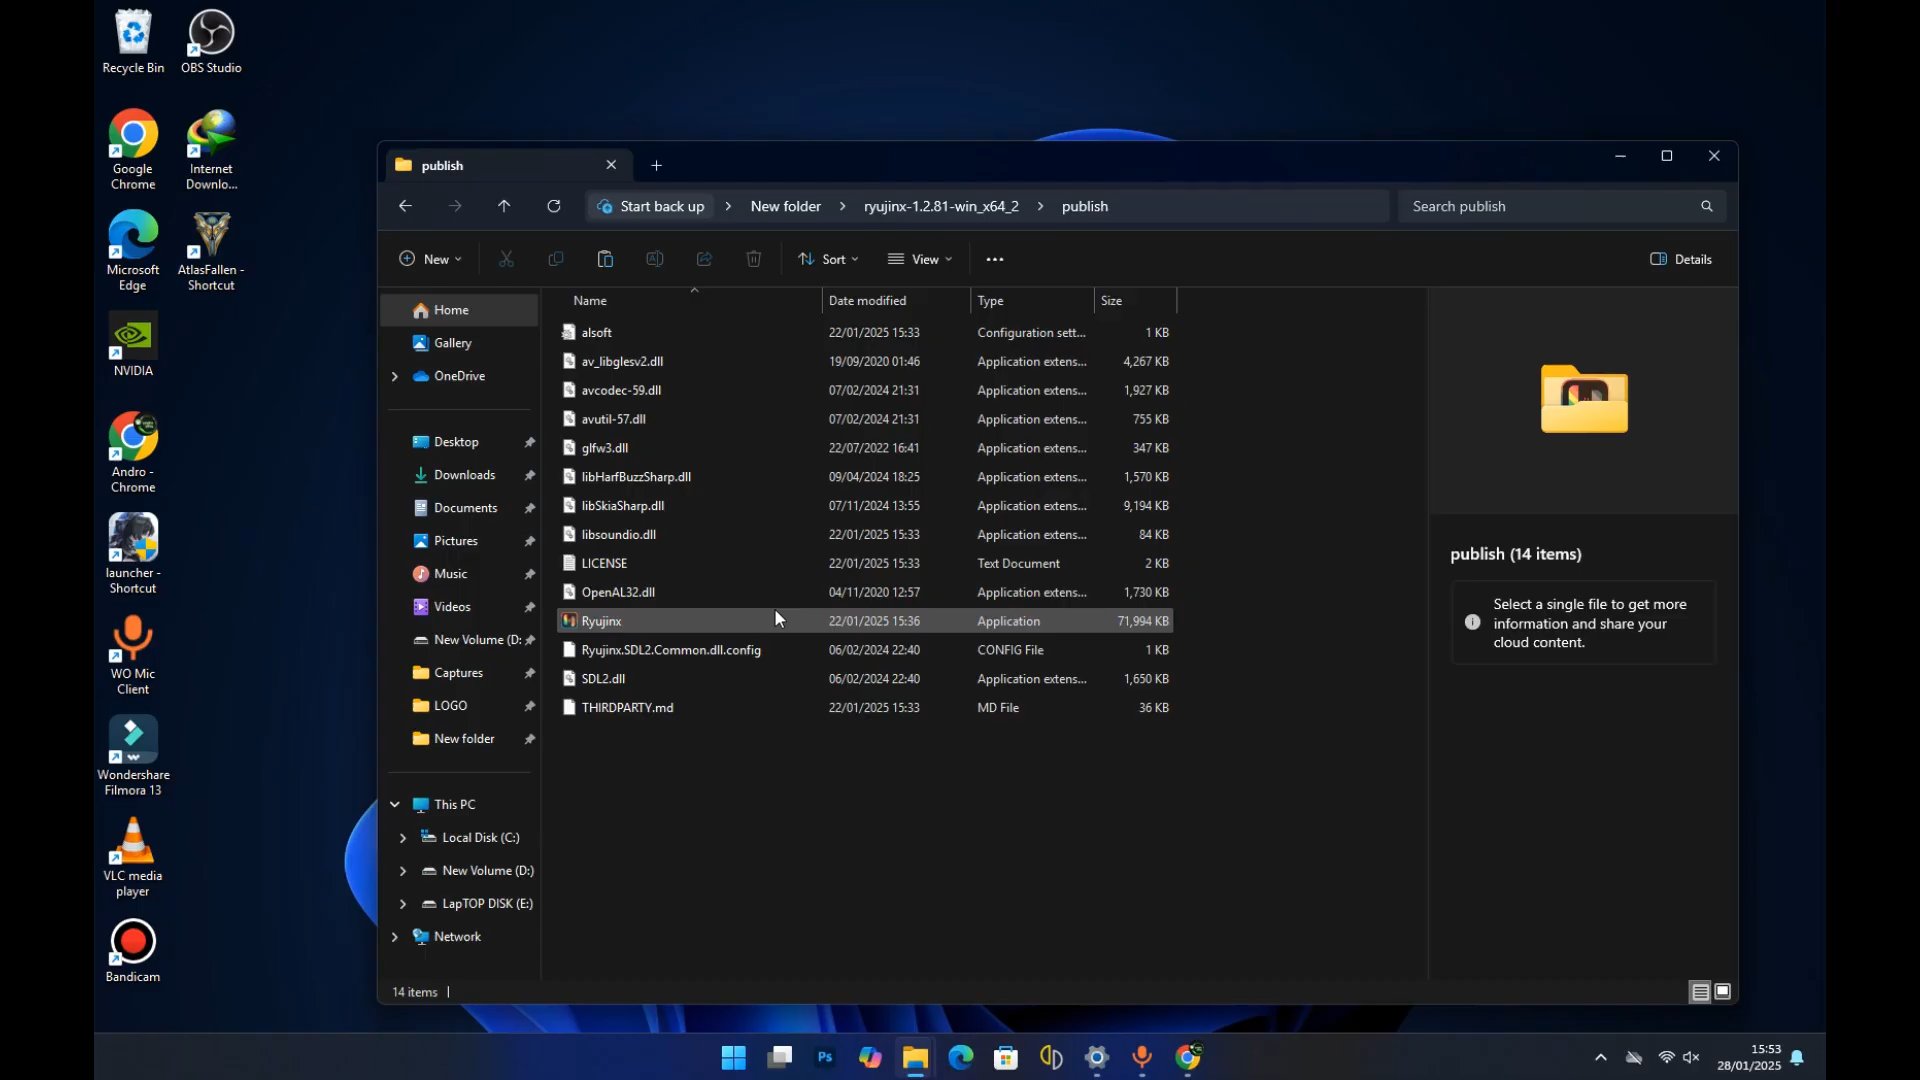 Recycle Bin
OBS Studio
Google
Chrome
Internet
Downlo...
Microsoft
Edge
AtlasFallen -
Shortcut
NVIDIA
Andro -
Chrome
launcher -
Shortcut
WO Mic
Client
Wondershare
Filmora 13
VLC media
player
Bandicam
publish
Start back up
New folder
ryujinx-1.2.81-win_x64_2
publish
Search publish
New
Sort
View
Details
Home
Gallery
OneDrive
Desktop
Downloads
Documents
Pictures
Music
Videos
New Volume (D:
Captures
LOGO
New folder
This PC
Local Disk (C:)
New Volume (D:)
LapTOP DISK (E:)
Network
Name Date modified Type Size
alsoft 22/01/2025 15:33 Configuration sett... 1 KB
av_libglesv2.dll 19/09/2020 01:46 Application extens... 4,267 KB
avcodec-59.dll 07/02/2024 21:31 Application extens... 1,927 KB
avutil-57.dll 07/02/2024 21:31 Application extens... 755 KB
glfw3.dll 22/07/2022 16:41 Application extens... 347 KB
libHarfBuzzSharp.dll 09/04/2024 18:25 Application extens... 1,570 KB
libSkiaSharp.dll 07/11/2024 13:55 Application extens... 9,194 KB
libsoundio.dll 22/01/2025 15:33 Application extens... 84 KB
LICENSE 22/01/2025 15:33 Text Document 2 KB
OpenAL32.dll 04/11/2020 12:57 Application extens... 1,730 KB
Ryujinx 22/01/2025 15:36 Application 71,994 KB
Ryujinx.SDL2.Common.dll.config 06/02/2024 22:40 CONFIG File 1 KB
SDL2.dll 06/02/2024 22:40 Application extens... 1,650 KB
THIRDPARTY.md 22/01/2025 15:33 MD File 36 KB
publish (14 items)
Select a single file to get more
information and share your
cloud content.
14 items
Ps
15:53
28/01/2025